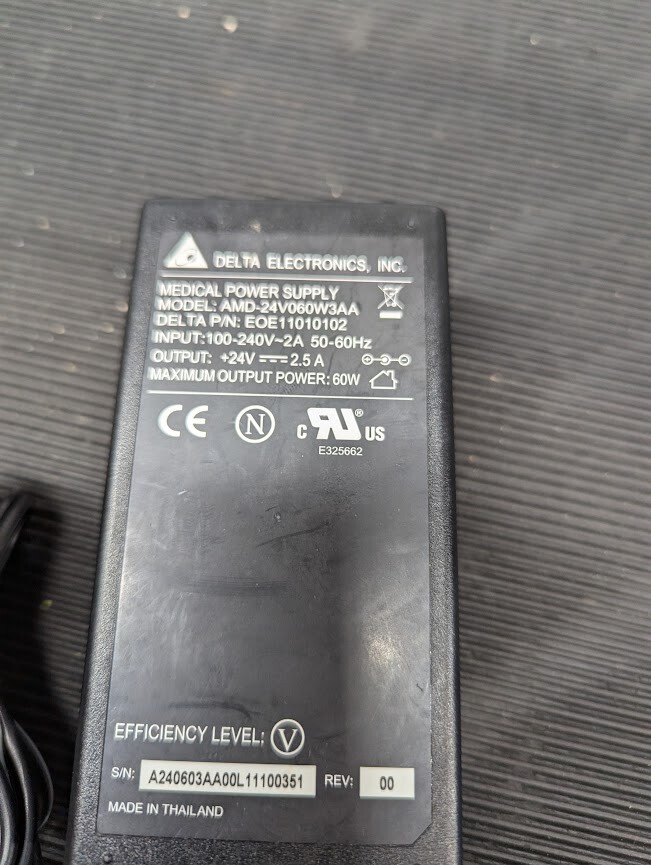 DELTA ELECTRONICS, INC.
MEDICAL POWER SUPPLY
MODEL: AMD-24V060W3AA
DELTA P/N: EOE11010102
INPUT:100-240V~2A 50-60Hz
OUTPUT: +24V ⎓ 2.5 A
MAXIMUM OUTPUT POWER: 60W
CE N c RU® US
E325662
EFFICIENCY LEVEL: V
S/N: A240603AA00L11100351 REV: 00
MADE IN THAILAND